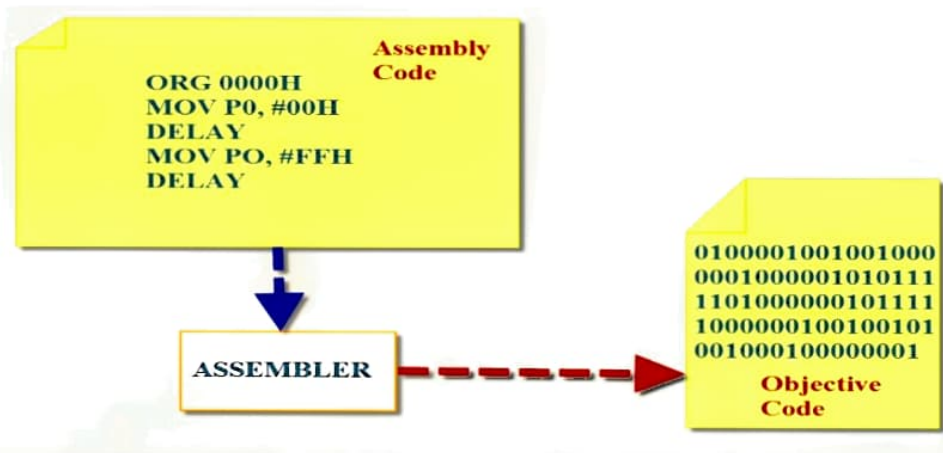 Assembly
Code
ORG 0000H
MOV P0, #00H
DELAY
MOV PO, #FFH
DELAY
ASSEMBLER
0100001001001000
0001000001010111
1101000000101111
1000000100100101
001000100000001
Objective
Code